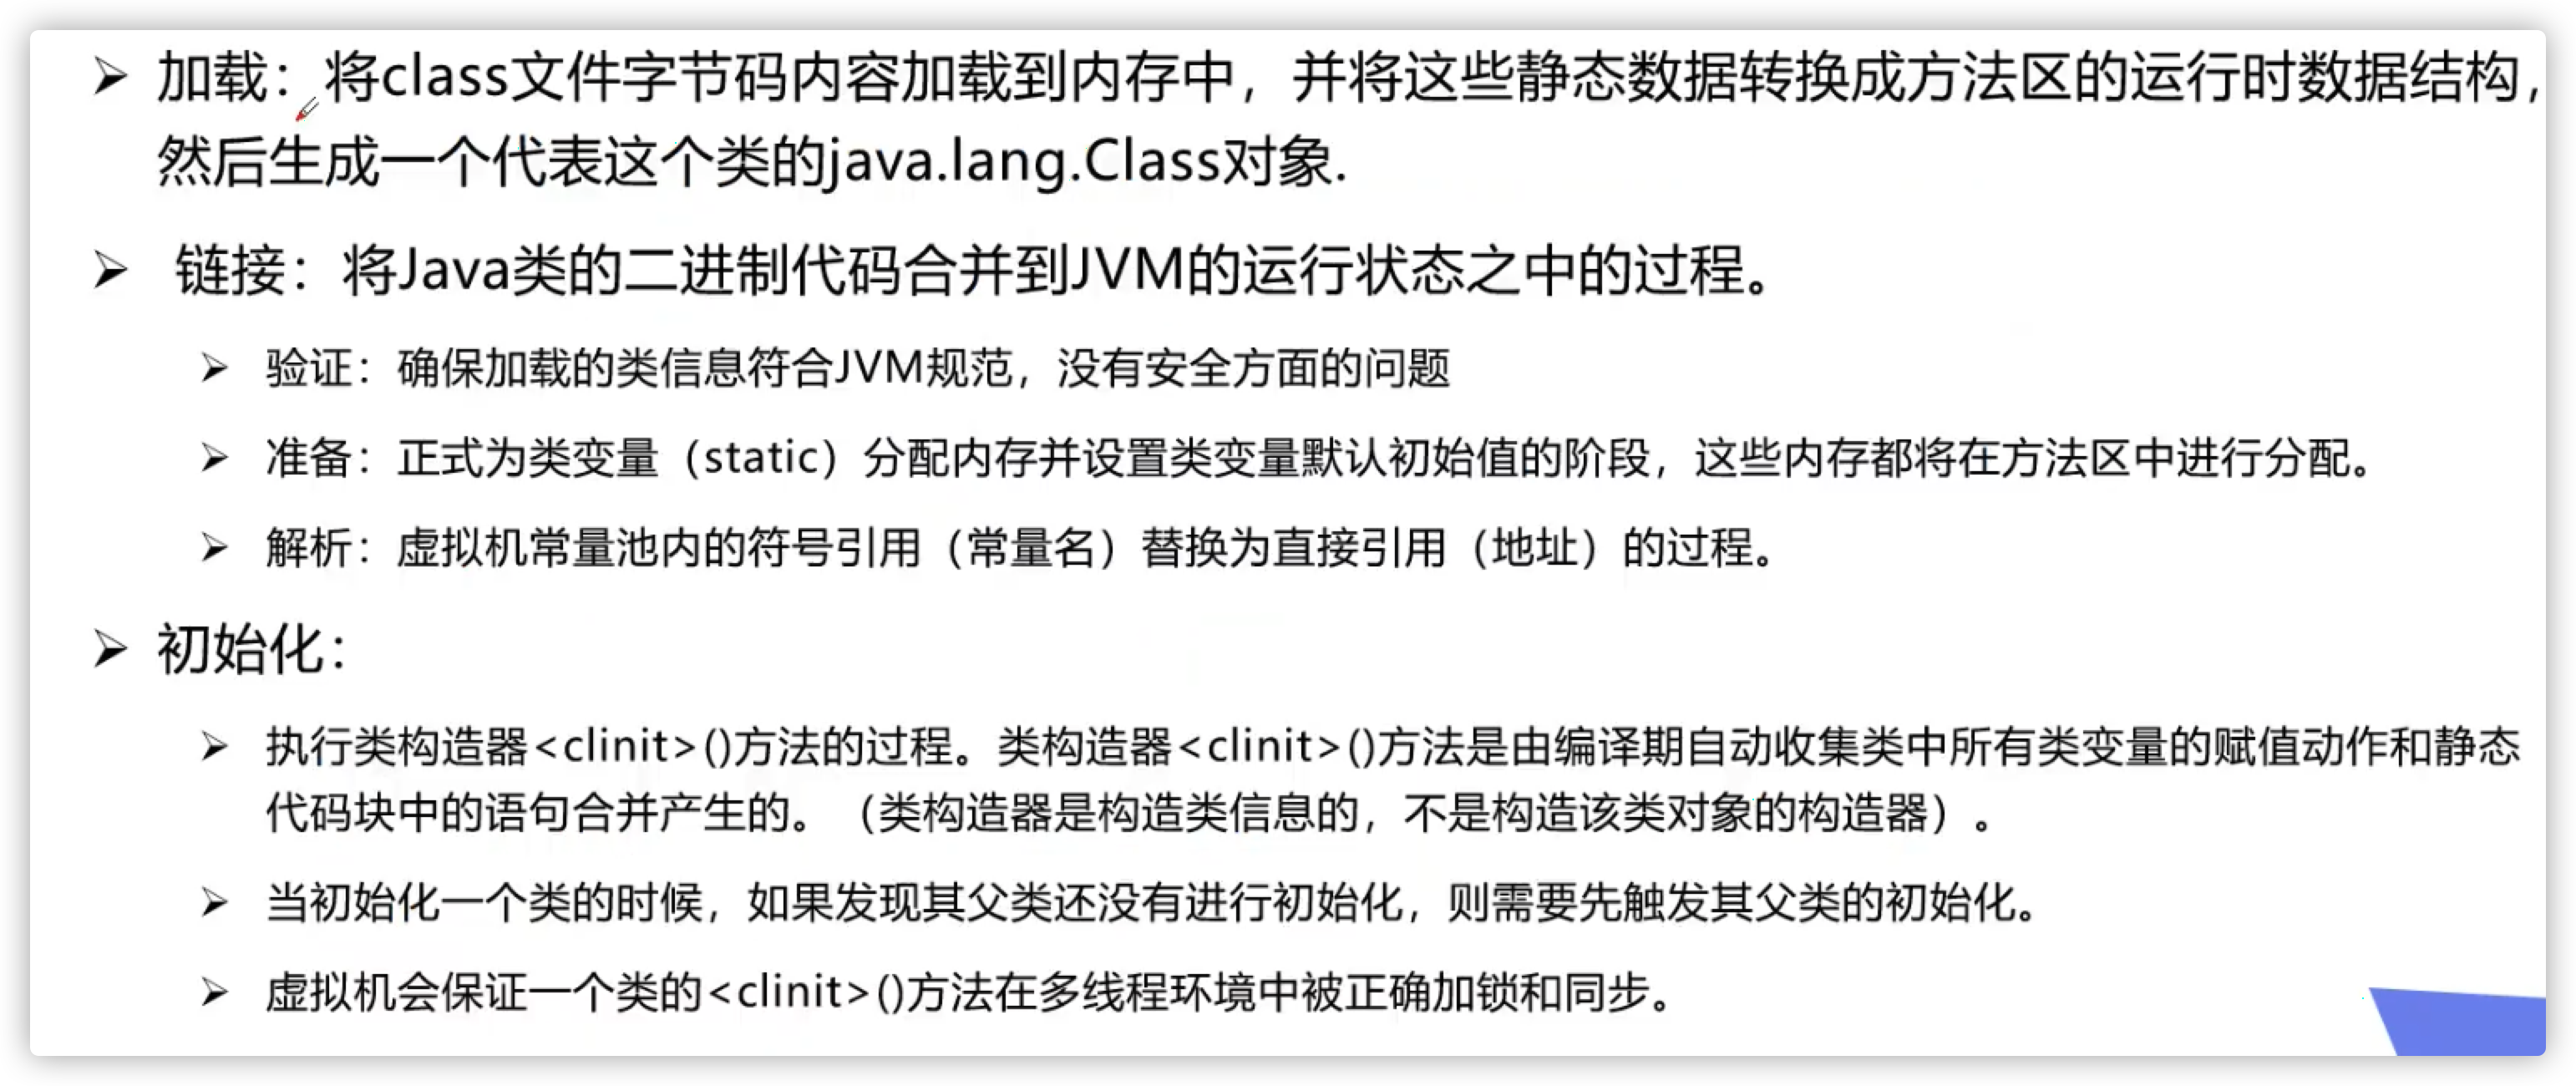 加载：将class文件字节码内容加载到内存中，并将这些静态数据转换成方法区的运行时数据结构，
然后生成一个代表这个类的java.lang.Class对象.
链接：将Java类的二进制代码合并到JVM的运行状态之中的过程。
验证：确保加载的类信息符合JVM规范，没有安全方面的问题
准备：正式为类变量（static）分配内存并设置类变量默认初始值的阶段，这些内存都将在方法区中进行分配。
解析：虚拟机常量池内的符号引用（常量名）替换为直接引用（地址）的过程。
初始化：
执行类构造器<clinit>()方法的过程。类构造器<clinit>()方法是由编译期自动收集类中所有类变量的赋值动作和静态
代码块中的语句合并产生的。（类构造器是构造类信息的，不是构造该类对象的构造器）。
当初始化一个类的时候，如果发现其父类还没有进行初始化，则需要先触发其父类的初始化。
虚拟机会保证一个类的<clinit>()方法在多线程环境中被正确加锁和同步。